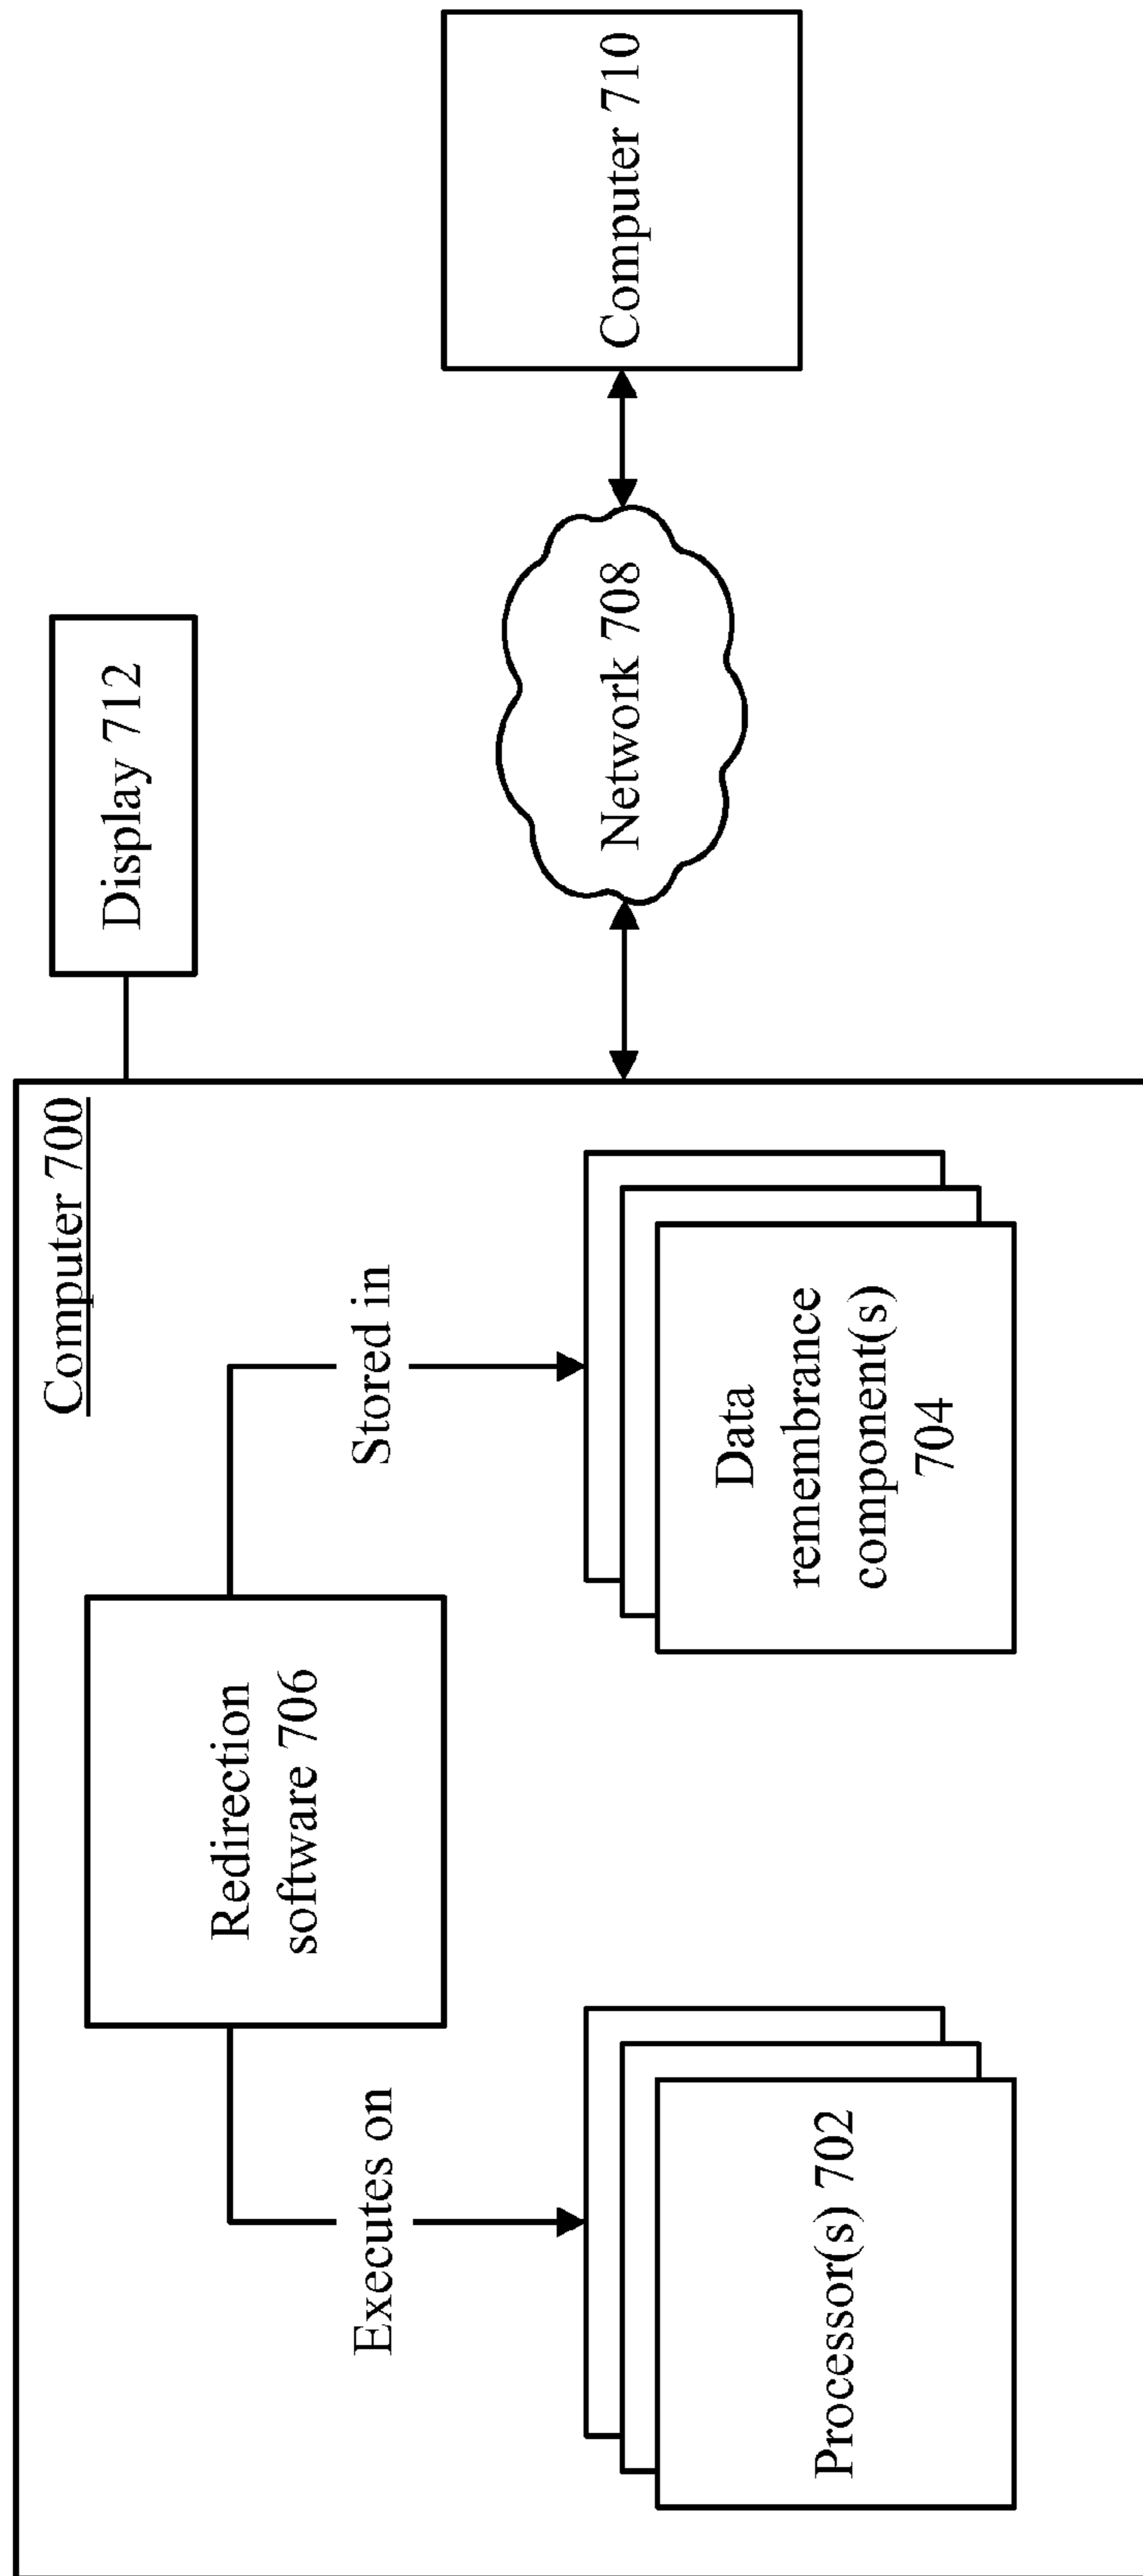 Computer 700
Redirection
software 706
Executes on
Stored in
Processor(s) 702
Data
remembrance
component(s)
704
Display 712
Network 708
Computer 710